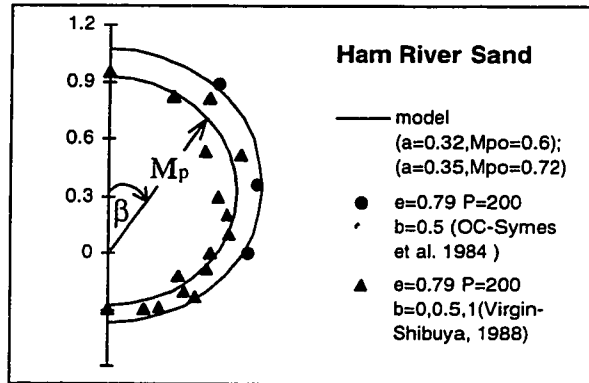 1.2
0.9
0.6
0.3
0
Mp
β
Ham River Sand
model
(a=0.32,Mpo=0.6);
(a=0.35,Mpo=0.72)
e=0.79 P=200
b=0.5 (OC-Symes
et al. 1984 )
e=0.79 P=200
b=0,0.5,1(Virgin-
Shibuya, 1988)